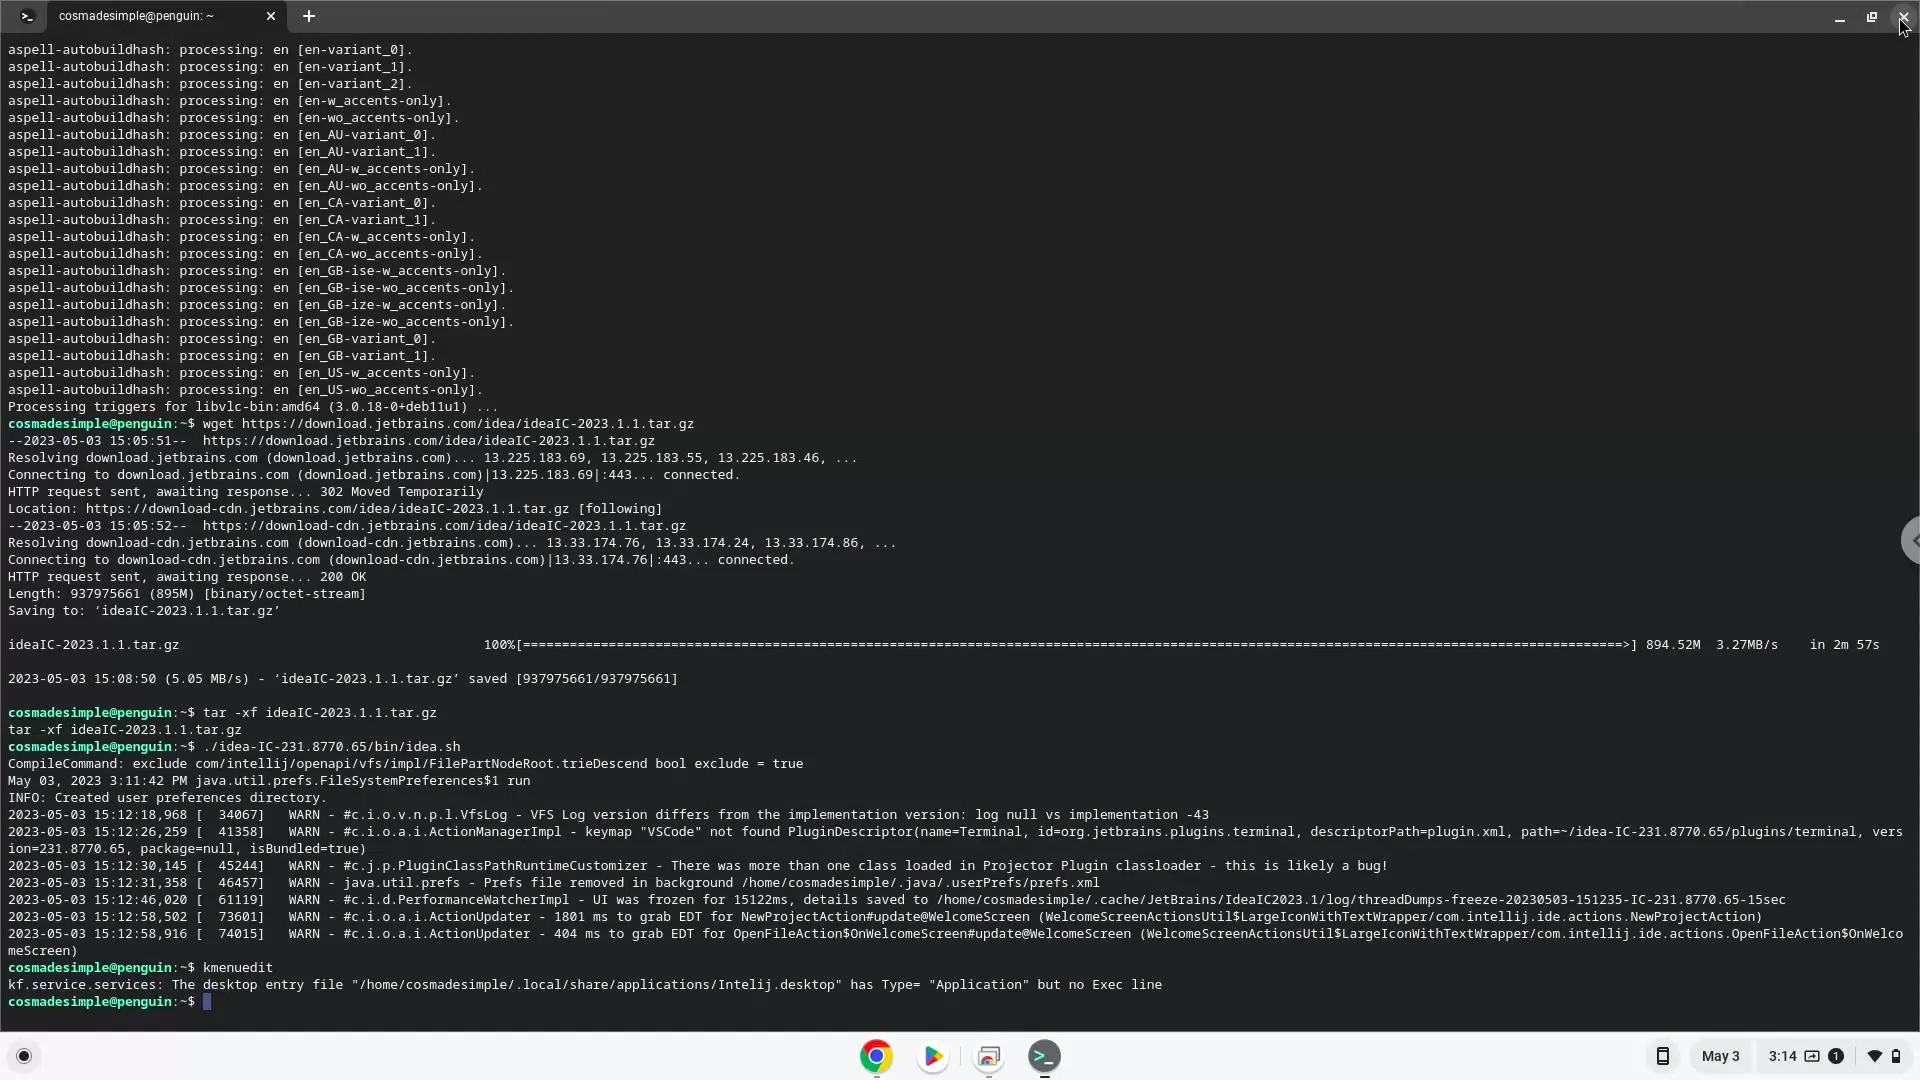 cosmadesimple@penguin: ~
aspell-autobuildhash: processing: en [en-variant_0].
aspell-autobuildhash: processing: en [en-variant_1].
aspell-autobuildhash: processing: en [en-variant_2].
aspell-autobuildhash: processing: en [en-w_accents-only].
aspell-autobuildhash: processing: en [en-wo_accents-only].
aspell-autobuildhash: processing: en [en_AU-variant_0].
aspell-autobuildhash: processing: en [en_AU-variant_1].
aspell-autobuildhash: processing: en [en_AU-w_accents-only].
aspell-autobuildhash: processing: en [en_AU-wo_accents-only].
aspell-autobuildhash: processing: en [en_CA-variant_0].
aspell-autobuildhash: processing: en [en_CA-variant_1].
aspell-autobuildhash: processing: en [en_CA-w_accents-only].
aspell-autobuildhash: processing: en [en_CA-wo_accents-only].
aspell-autobuildhash: processing: en [en_GB-ise-w_accents-only].
aspell-autobuildhash: processing: en [en_GB-ise-wo_accents-only].
aspell-autobuildhash: processing: en [en_GB-ize-w_accents-only].
aspell-autobuildhash: processing: en [en_GB-ize-wo_accents-only].
aspell-autobuildhash: processing: en [en_GB-variant_0].
aspell-autobuildhash: processing: en [en_GB-variant_1].
aspell-autobuildhash: processing: en [en_US-w_accents-only].
aspell-autobuildhash: processing: en [en_US-wo_accents-only].
Processing triggers for libvlc-bin:amd64 (3.0.18-0+deb11u1) ...
cosmadesimple@penguin:~$ wget https://download.jetbrains.com/idea/ideaIC-2023.1.1.tar.gz
--2023-05-03 15:05:51--  https://download.jetbrains.com/idea/ideaIC-2023.1.1.tar.gz
Resolving download.jetbrains.com (download.jetbrains.com)... 13.225.183.69, 13.225.183.55, 13.225.183.46, ...
Connecting to download.jetbrains.com (download.jetbrains.com)|13.225.183.69|:443... connected.
HTTP request sent, awaiting response... 302 Moved Temporarily
Location: https://download-cdn.jetbrains.com/idea/ideaIC-2023.1.1.tar.gz [following]
--2023-05-03 15:05:52--  https://download-cdn.jetbrains.com/idea/ideaIC-2023.1.1.tar.gz
Resolving download-cdn.jetbrains.com (download-cdn.jetbrains.com)... 13.33.174.76, 13.33.174.24, 13.33.174.86, ...
Connecting to download-cdn.jetbrains.com (download-cdn.jetbrains.com)|13.33.174.76|:443... connected.
HTTP request sent, awaiting response... 200 OK
Length: 937975661 (895M) [binary/octet-stream]
Saving to: ‘ideaIC-2023.1.1.tar.gz’
ideaIC-2023.1.1.tar.gz 100%[============================================================================================================================================>] 894.52M  3.27MB/s    in 2m 57s
2023-05-03 15:08:50 (5.05 MB/s) - ‘ideaIC-2023.1.1.tar.gz’ saved [937975661/937975661]
cosmadesimple@penguin:~$ tar -xf ideaIC-2023.1.1.tar.gz
tar -xf ideaIC-2023.1.1.tar.gz
cosmadesimple@penguin:~$ ./idea-IC-231.8770.65/bin/idea.sh
CompileCommand: exclude com/intellij/openapi/vfs/impl/FilePartNodeRoot.trieDescend bool exclude = true
May 03, 2023 3:11:42 PM java.util.prefs.FileSystemPreferences$1 run
INFO: Created user preferences directory.
2023-05-03 15:12:18,968 [  34067]   WARN - #c.i.o.v.n.p.l.VfsLog - VFS Log version differs from the implementation version: log null vs implementation -43
2023-05-03 15:12:26,259 [  41358]   WARN - #c.i.o.a.i.ActionManagerImpl - keymap "VSCode" not found PluginDescriptor(name=Terminal, id=org.jetbrains.plugins.terminal, descriptorPath=plugin.xml, path=~/idea-IC-231.8770.65/plugins/terminal, vers
ion=231.8770.65, package=null, isBundled=true)
2023-05-03 15:12:30,145 [  45244]   WARN - #c.j.p.PluginClassPathRuntimeCustomizer - There was more than one class loaded in Projector Plugin classloader - this is likely a bug!
2023-05-03 15:12:31,358 [  46457]   WARN - java.util.prefs - Prefs file removed in background /home/cosmadesimple/.java/.userPrefs/prefs.xml
2023-05-03 15:12:46,020 [  61119]   WARN - #c.i.d.PerformanceWatcherImpl - UI was frozen for 15122ms, details saved to /home/cosmadesimple/.cache/JetBrains/IdeaIC2023.1/log/threadDumps-freeze-20230503-151235-IC-231.8770.65-15sec
2023-05-03 15:12:58,502 [  73601]   WARN - #c.i.o.a.i.ActionUpdater - 1801 ms to grab EDT for NewProjectAction#update@WelcomeScreen (WelcomeScreenActionsUtil$LargeIconWithTextWrapper/com.intellij.ide.actions.NewProjectAction)
2023-05-03 15:12:58,916 [  74015]   WARN - #c.i.o.a.i.ActionUpdater - 404 ms to grab EDT for OpenFileAction$OnWelcomeScreen#update@WelcomeScreen (WelcomeScreenActionsUtil$LargeIconWithTextWrapper/com.intellij.ide.actions.OpenFileAction$OnWelco
meScreen)
cosmadesimple@penguin:~$ kmenuedit
kf.service.services: The desktop entry file "/home/cosmadesimple/.local/share/applications/Intelij.desktop" has Type= "Application" but no Exec line
cosmadesimple@penguin:~$
May 3 3:14 1